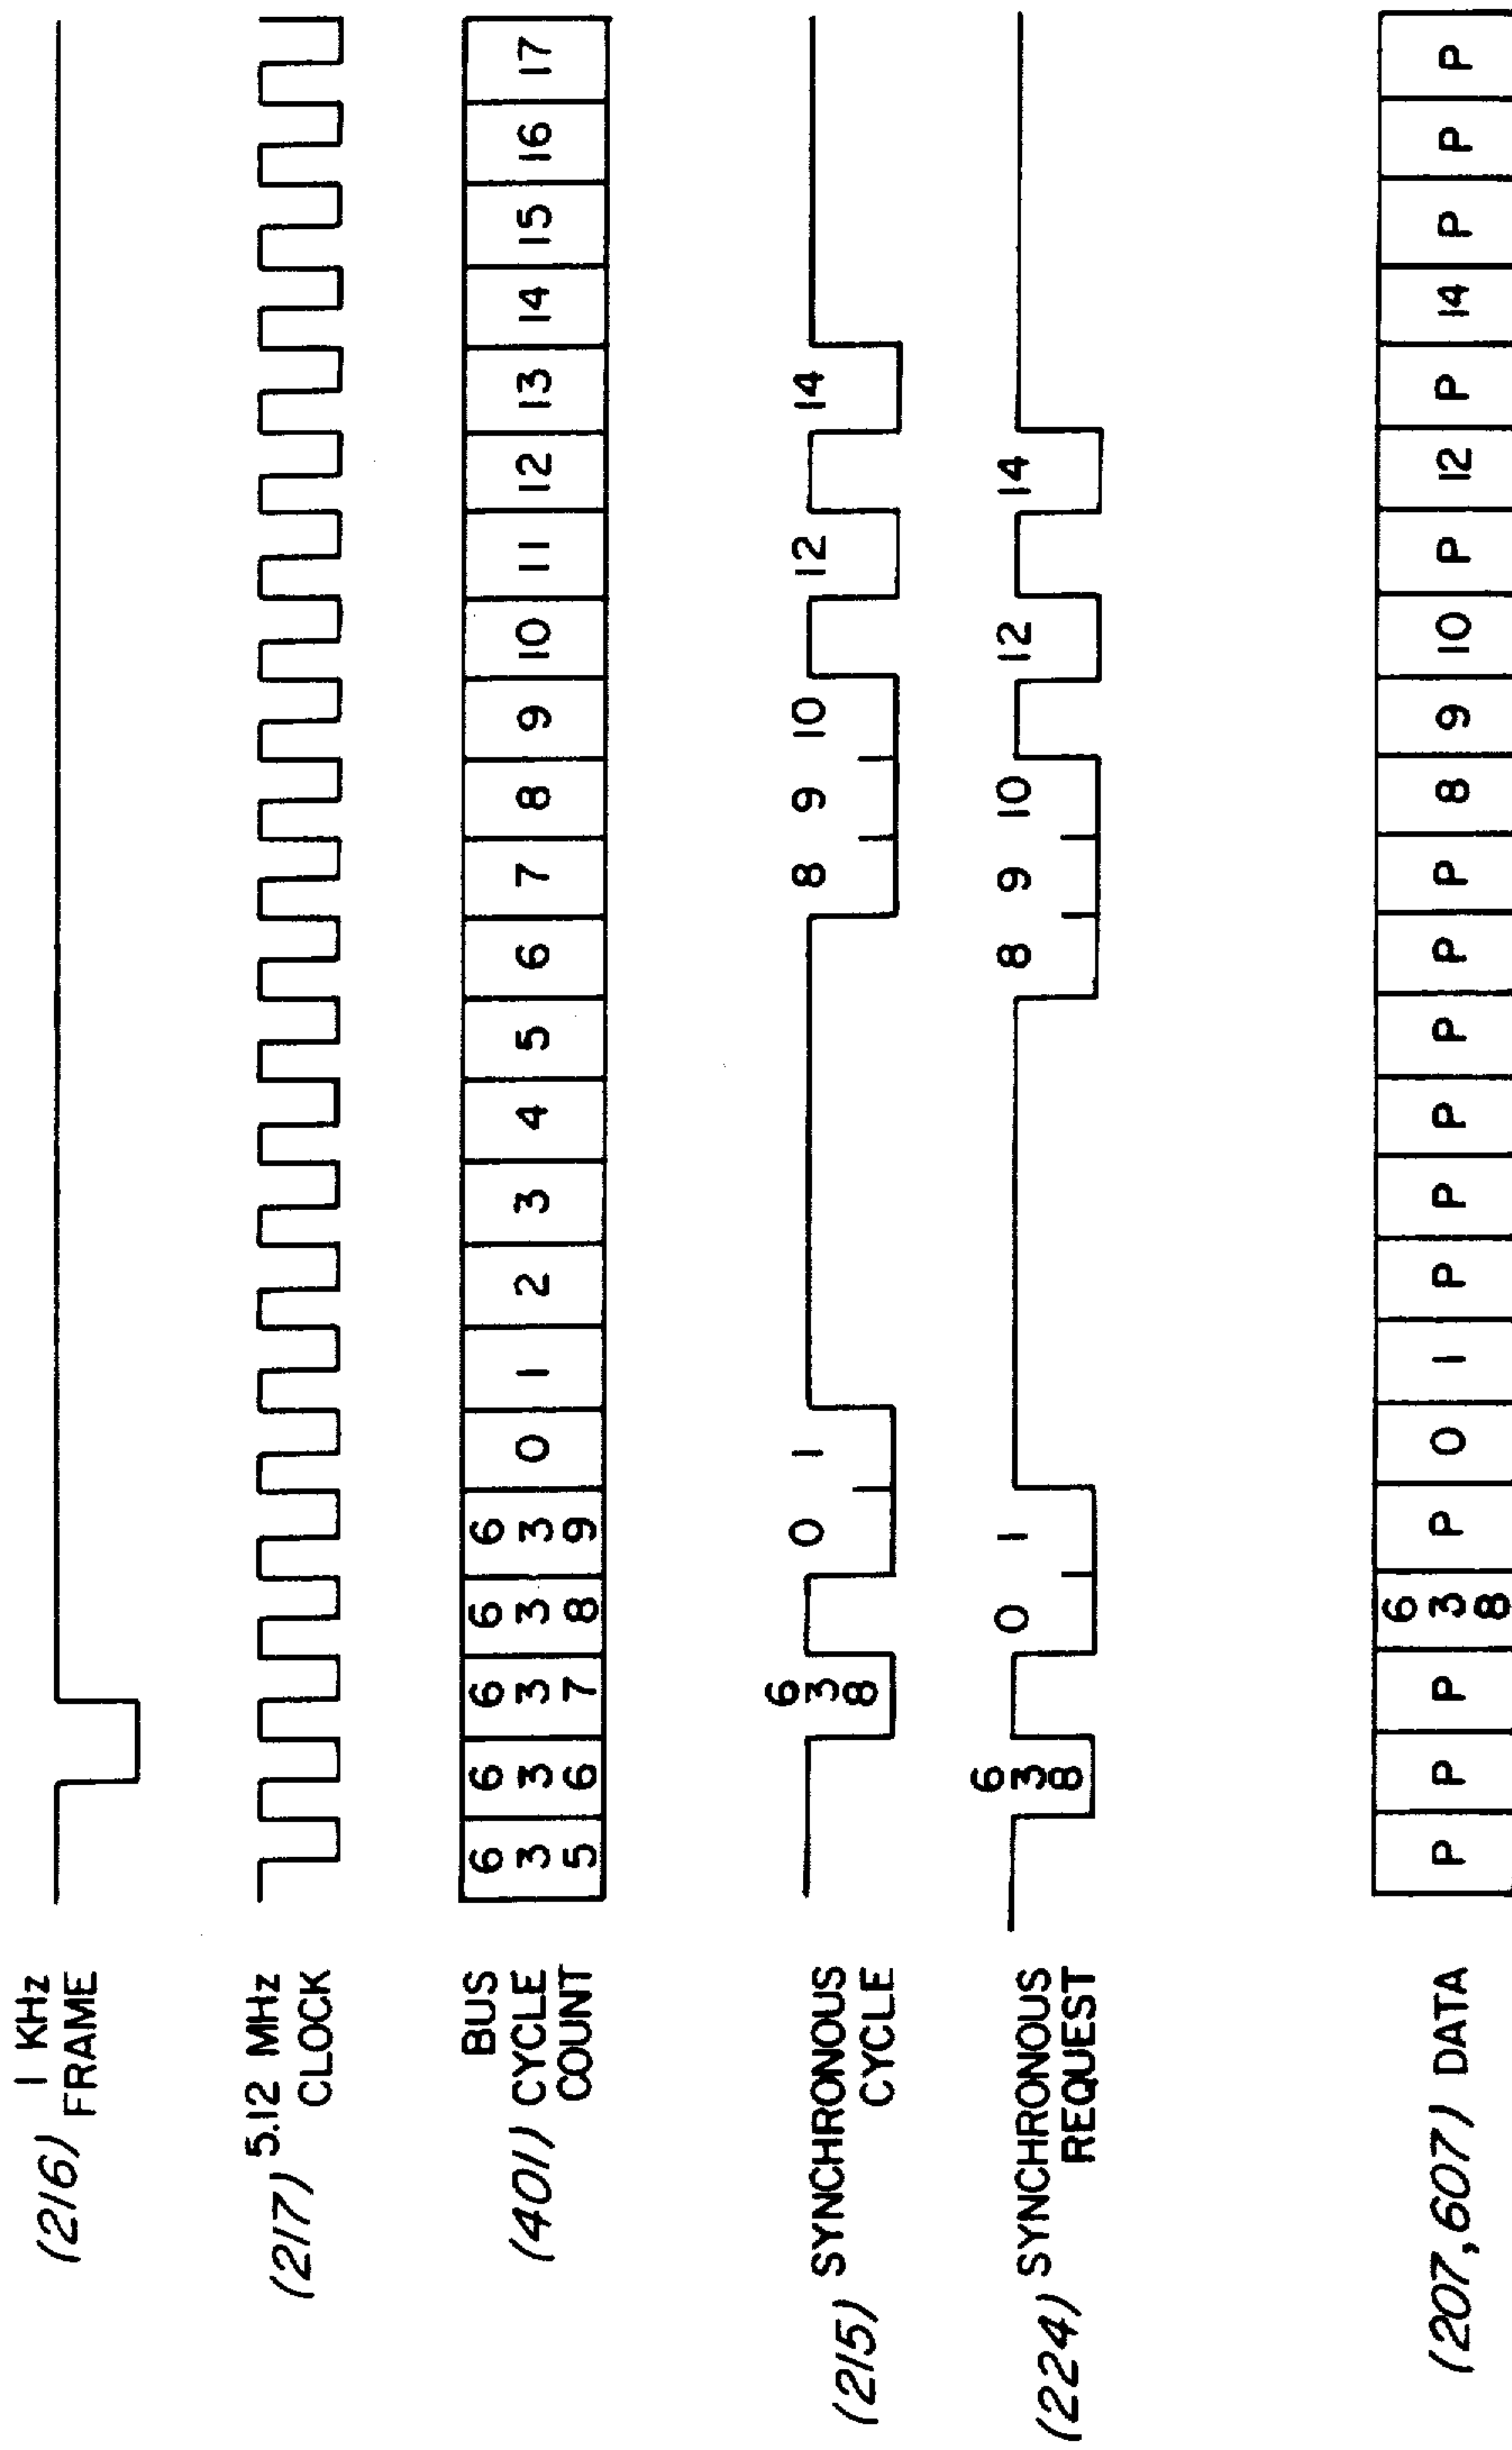 (216) 1 KHz
FRAME
(217) 5.12 MHz
CLOCK
BUS
(401) CYCLE
COUNT
635 636 637 638 639 0 1 2 3 4 5 6 7 8 9 10 11 12 13 14 15 16 17
(215) SYNCHRONOUS
CYCLE
638 0 1 8 9 10 12 14
(224) SYNCHRONOUS
REQUEST
638 0 1 8 9 10 12 14
(207,607) DATA
P P P 638 P 0 1 P P P P P P 8 9 10 P 12 P 14 P P P